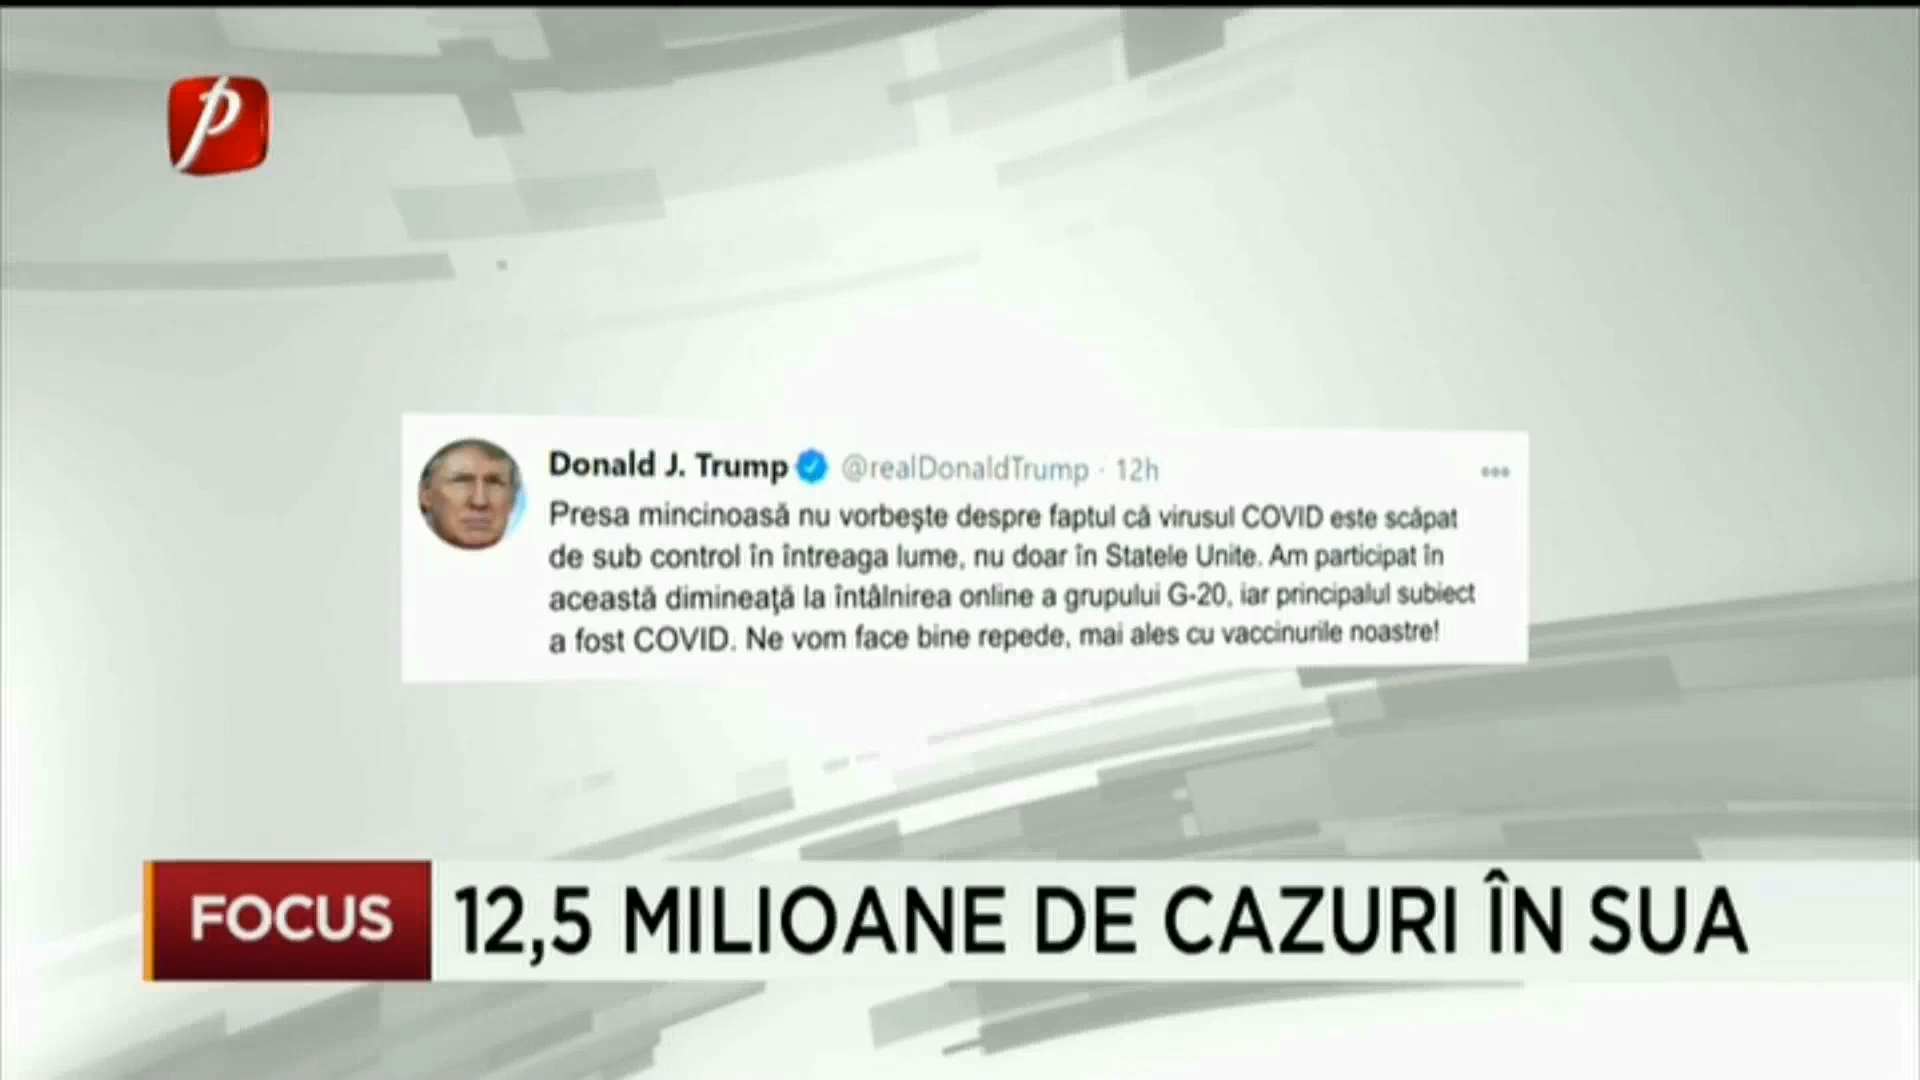 p
Donald J. Trump @realDonaldTrump · 12h
Presa mincinoasă nu vorbeşte despre faptul că virusul COVID este scăpat
de sub control în întreaga lume, nu doar în Statele Unite. Am participat în
această dimineaţă la întâlnirea online a grupului G-20, iar principalul subiect
a fost COVID. Ne vom face bine repede, mai ales cu vaccinurile noastre!
FOCUS
12,5 MILIOANE DE CAZURI ÎN SUA